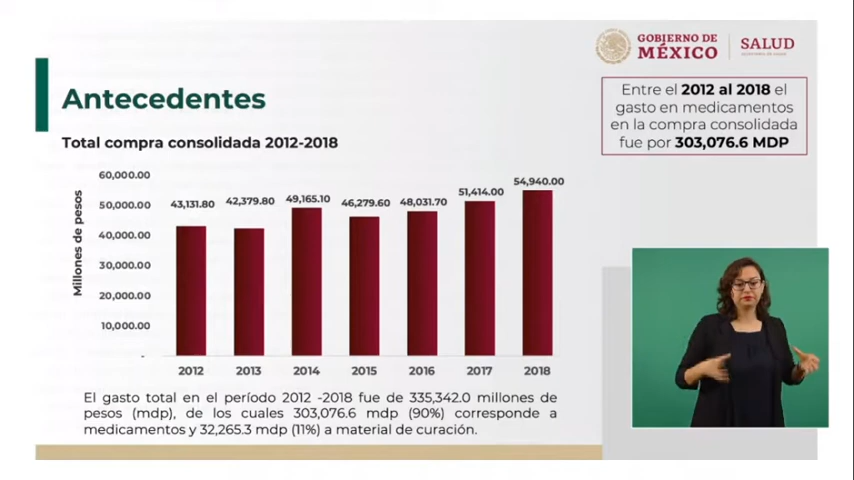 GOBIERNO DE
MÉXICO
SALUD
SECRETARÍA DE SALUD
Entre el 2012 al 2018 el
gasto en medicamentos
en la compra consolidada
fue por 303,076.6 MDP
Antecedentes
Total compra consolidada 2012-2018
Millones de pesos
60,000.00
50,000.00
40,000.00
30,000.00
20,000.00
10,000.00
-
43,131.80
42,379.80
49,165.10
46,279.60
48,031.70
51,414.00
54,940.00
2012 2013 2014 2015 2016 2017 2018
El gasto total en el período 2012 -2018 fue de 335,342.0 millones de
pesos (mdp), de los cuales 303,076.6 mdp (90%) corresponde a
medicamentos y 32,265.3 mdp (11%) a material de curación.